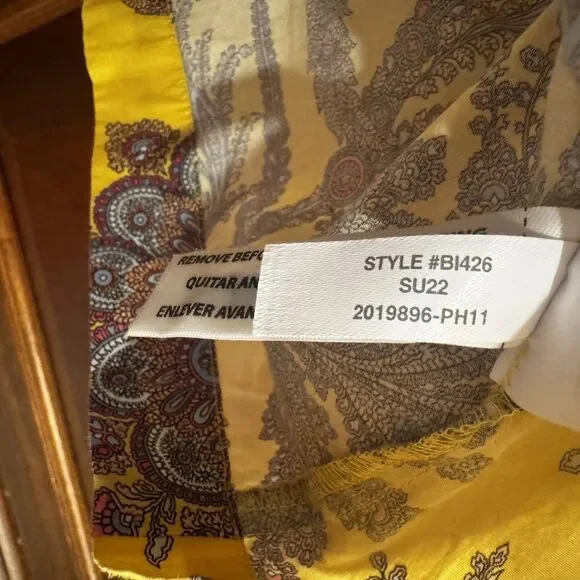 REMOVE BEFO
QUITAR AN
ENLEVER AVAN
STYLE #BI426
SU22
2019896-PH11